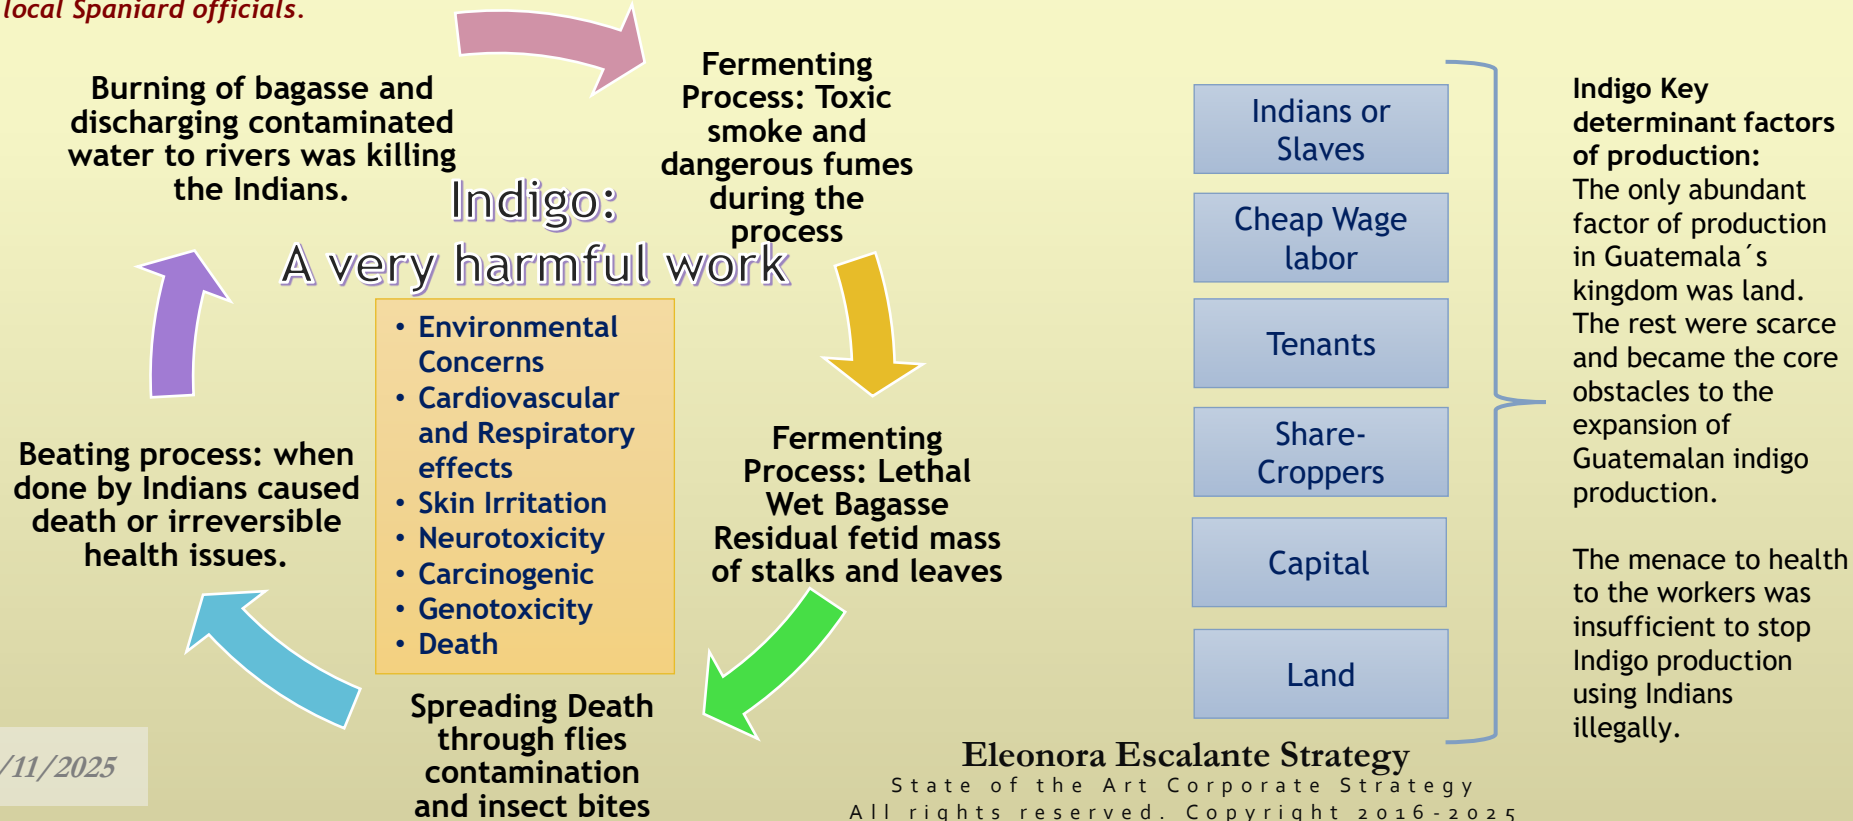 local Spaniard officials.
Burning of bagasse and
discharging contaminated
water to rivers was killing
the Indians.
Fermenting
Process: Toxic
smoke and
dangerous fumes
during the
process
Indigo:
A very harmful work
• Environmental
Concerns
• Cardiovascular
and Respiratory
effects
• Skin Irritation
• Neurotoxicity
• Carcinogenic
• Genotoxicity
• Death
Fermenting
Process: Lethal
Wet Bagasse
Residual fetid mass
of stalks and leaves
Beating process: when
done by Indians caused
death or irreversible
health issues.
Spreading Death
through flies
contamination
and insect bites
Indians or
Slaves
Cheap Wage
labor
Tenants
Share-
Croppers
Capital
Land
Indigo Key
determinant factors
of production:
The only abundant
factor of production
in Guatemala´s
kingdom was land.
The rest were scarce
and became the core
obstacles to the
expansion of
Guatemalan indigo
production.
The menace to health
to the workers was
insufficient to stop
Indigo production
using Indians
illegally.
/11/2025
Eleonora Escalante Strategy
State of the Art Corporate Strategy
All rights reserved. Copyright 2016-2025